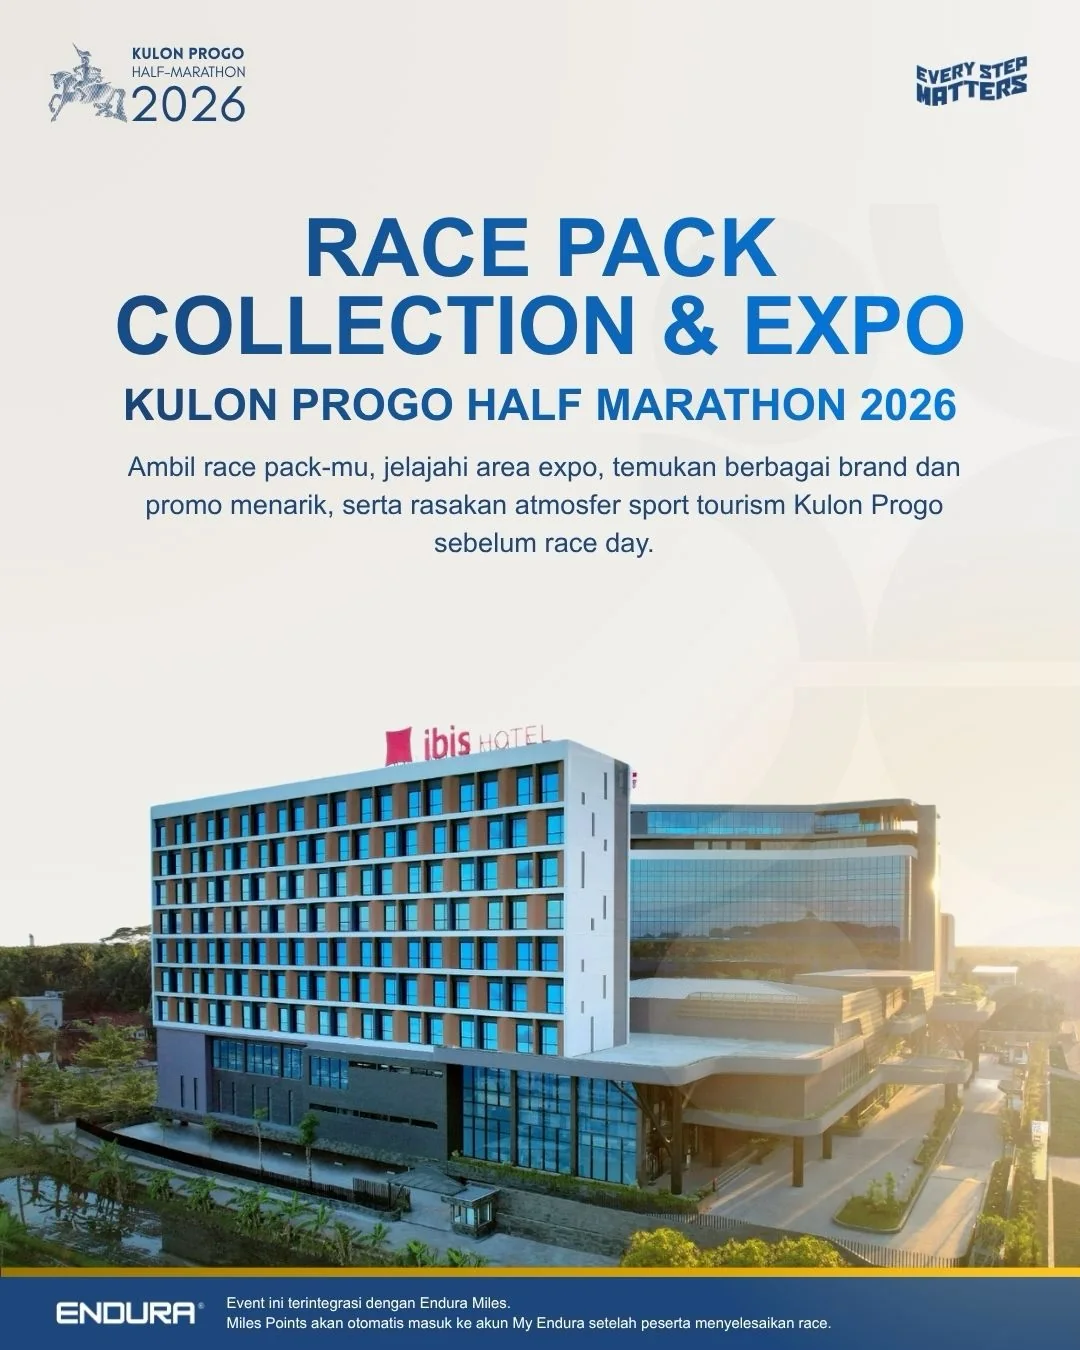 KULON PROGO
HALF-MARATHON
2026
EVERY STEP
MATTERS
RACE PACK
COLLECTION & EXPO
KULON PROGO HALF MARATHON 2026
Ambil race pack-mu, jelajahi area expo, temukan berbagai brand dan
promo menarik, serta rasakan atmosfer sport tourism Kulon Progo
sebelum race day.
ibis HOTEL
ENDURA®
Event ini terintegrasi dengan Endura Miles.
Miles Points akan otomatis masuk ke akun My Endura setelah peserta menyelesaikan race.